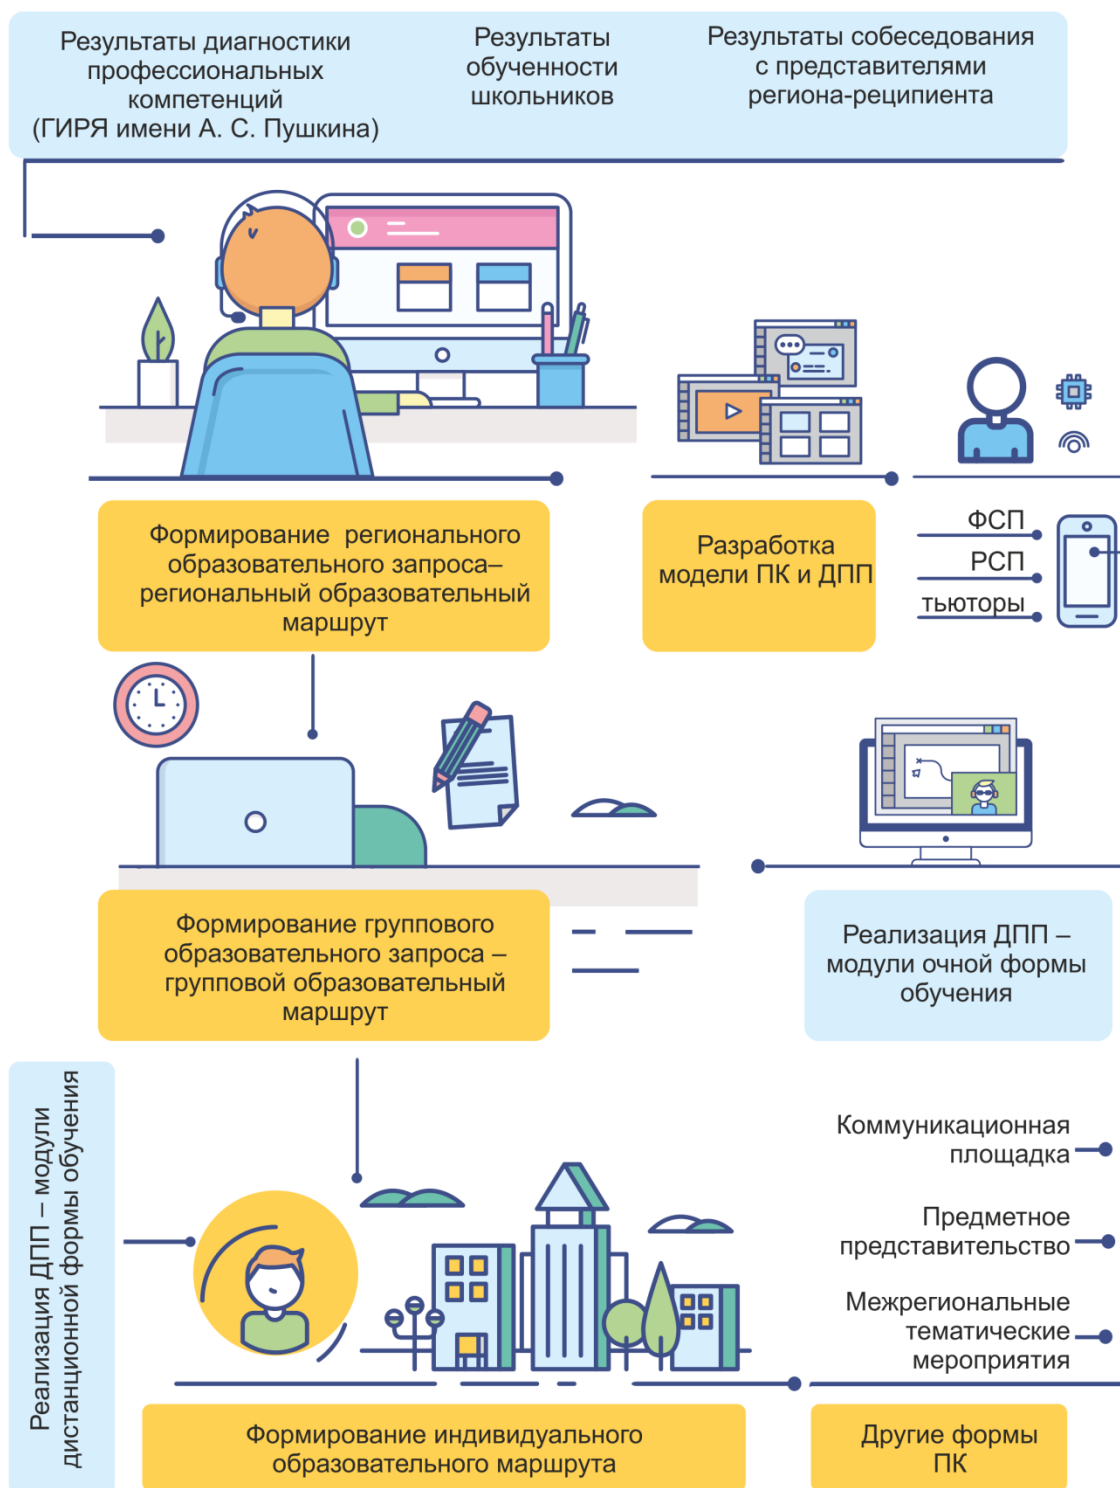 Результаты диагностики
профессиональных
компетенций
(ГИРЯ имени А. С. Пушкина)
Результаты
обученности
школьников
Результаты собеседования
с представителями
региона-реципиента
Формирование регионального
образовательного запроса–
региональный образовательный
маршрут
Разработка
модели ПК и ДПП
ФСП
РСП
тьюторы
Формирование группового
образовательного запроса –
групповой образовательный
маршрут
Реализация ДПП –
модули очной формы
обучения
Реализация ДПП – модули
дистанционной формы обучения
Коммуникационная
площадка
Предметное
представительство
Межрегиональные
тематические
мероприятия
Формирование индивидуального
образовательного маршрута
Другие формы
ПК